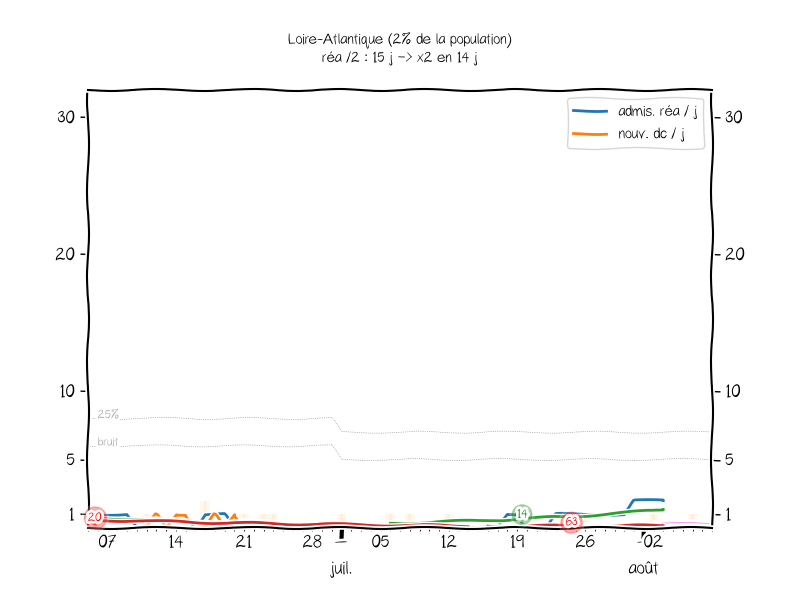 Loire-Atlantique (2% de la population)
réa /2 : 15 j -> x2 en 14 j
admis. réa / j
nouv. dc / j
30
30
20
20
10
10
25%
bruit
5
5
1
1
20
14
63
07 14 21 28 05 12 19 26 02
juil. août